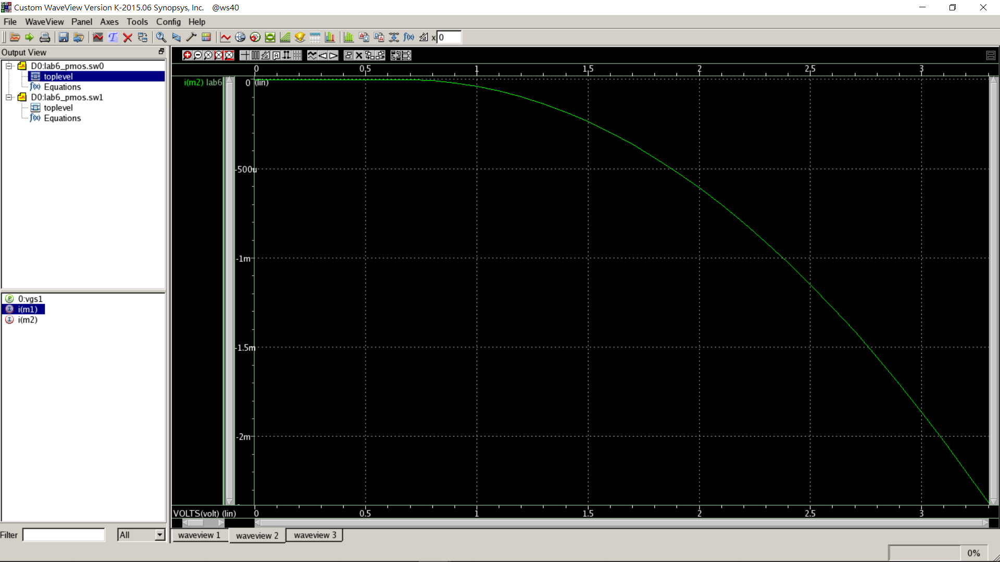 Custom WaveView Version K-2015.06 Synopsys, Inc. @ws40
File WaveView Panel Axes Tools Config Help
x 0
Output View
D0:lab6_pmos.sw0
toplevel
f(x) Equations
D0:lab6_pmos.sw1
toplevel
f(x) Equations
0:vgs1
i(m1)
i(m2)
Filter All
0 0.5 1 1.5 2 2.5 3
i(m2) lab6
0 (lin)
-500u
-1m
-1.5m
-2m
VOLTS(volt) (lin) 0 0.5 1 1.5 2 2.5 3
waveview 1 waveview 2 waveview 3
0%